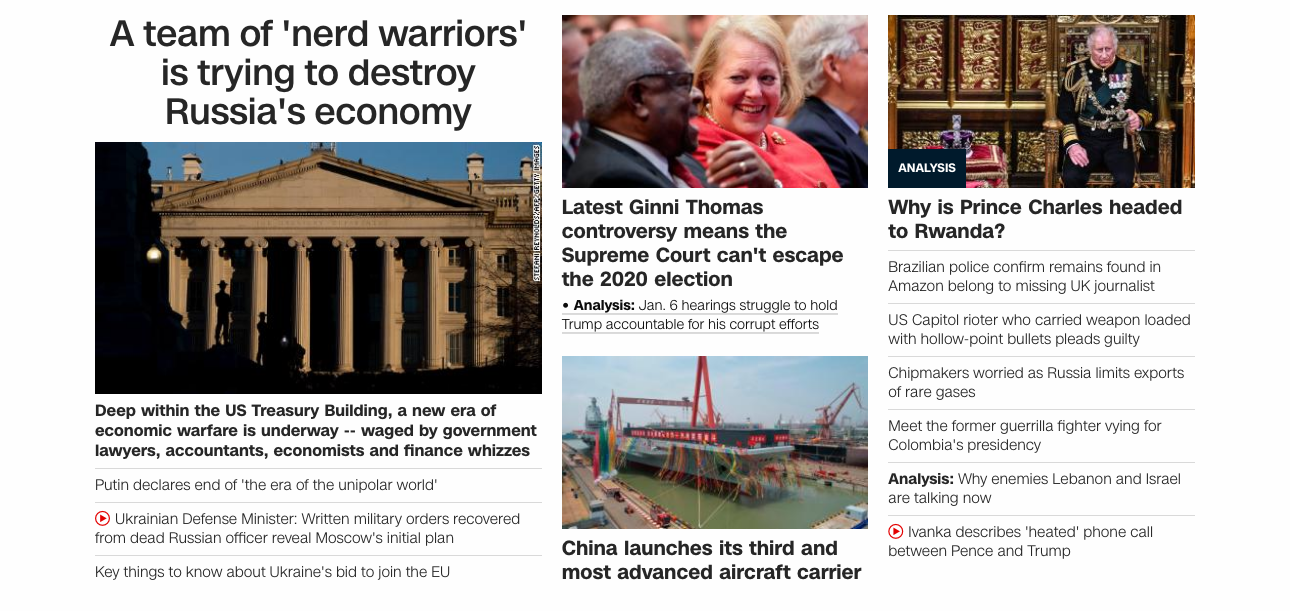 A team of 'nerd warriors'
is trying to destroy
Russia's economy
STEFANI REYNOLDS/AFP/GETTY IMAGES
Deep within the US Treasury Building, a new era of
economic warfare is underway -- waged by government
lawyers, accountants, economists and finance whizzes
Putin declares end of 'the era of the unipolar world'
Ukrainian Defense Minister: Written military orders recovered
from dead Russian officer reveal Moscow's initial plan
Key things to know about Ukraine's bid to join the EU
Latest Ginni Thomas
controversy means the
Supreme Court can't escape
the 2020 election
• Analysis: Jan. 6 hearings struggle to hold
Trump accountable for his corrupt efforts
China launches its third and
most advanced aircraft carrier
ANALYSIS
Why is Prince Charles headed
to Rwanda?
Brazilian police confirm remains found in
Amazon belong to missing UK journalist
US Capitol rioter who carried weapon loaded
with hollow-point bullets pleads guilty
Chipmakers worried as Russia limits exports
of rare gases
Meet the former guerrilla fighter vying for
Colombia's presidency
Analysis: Why enemies Lebanon and Israel
are talking now
Ivanka describes 'heated' phone call
between Pence and Trump